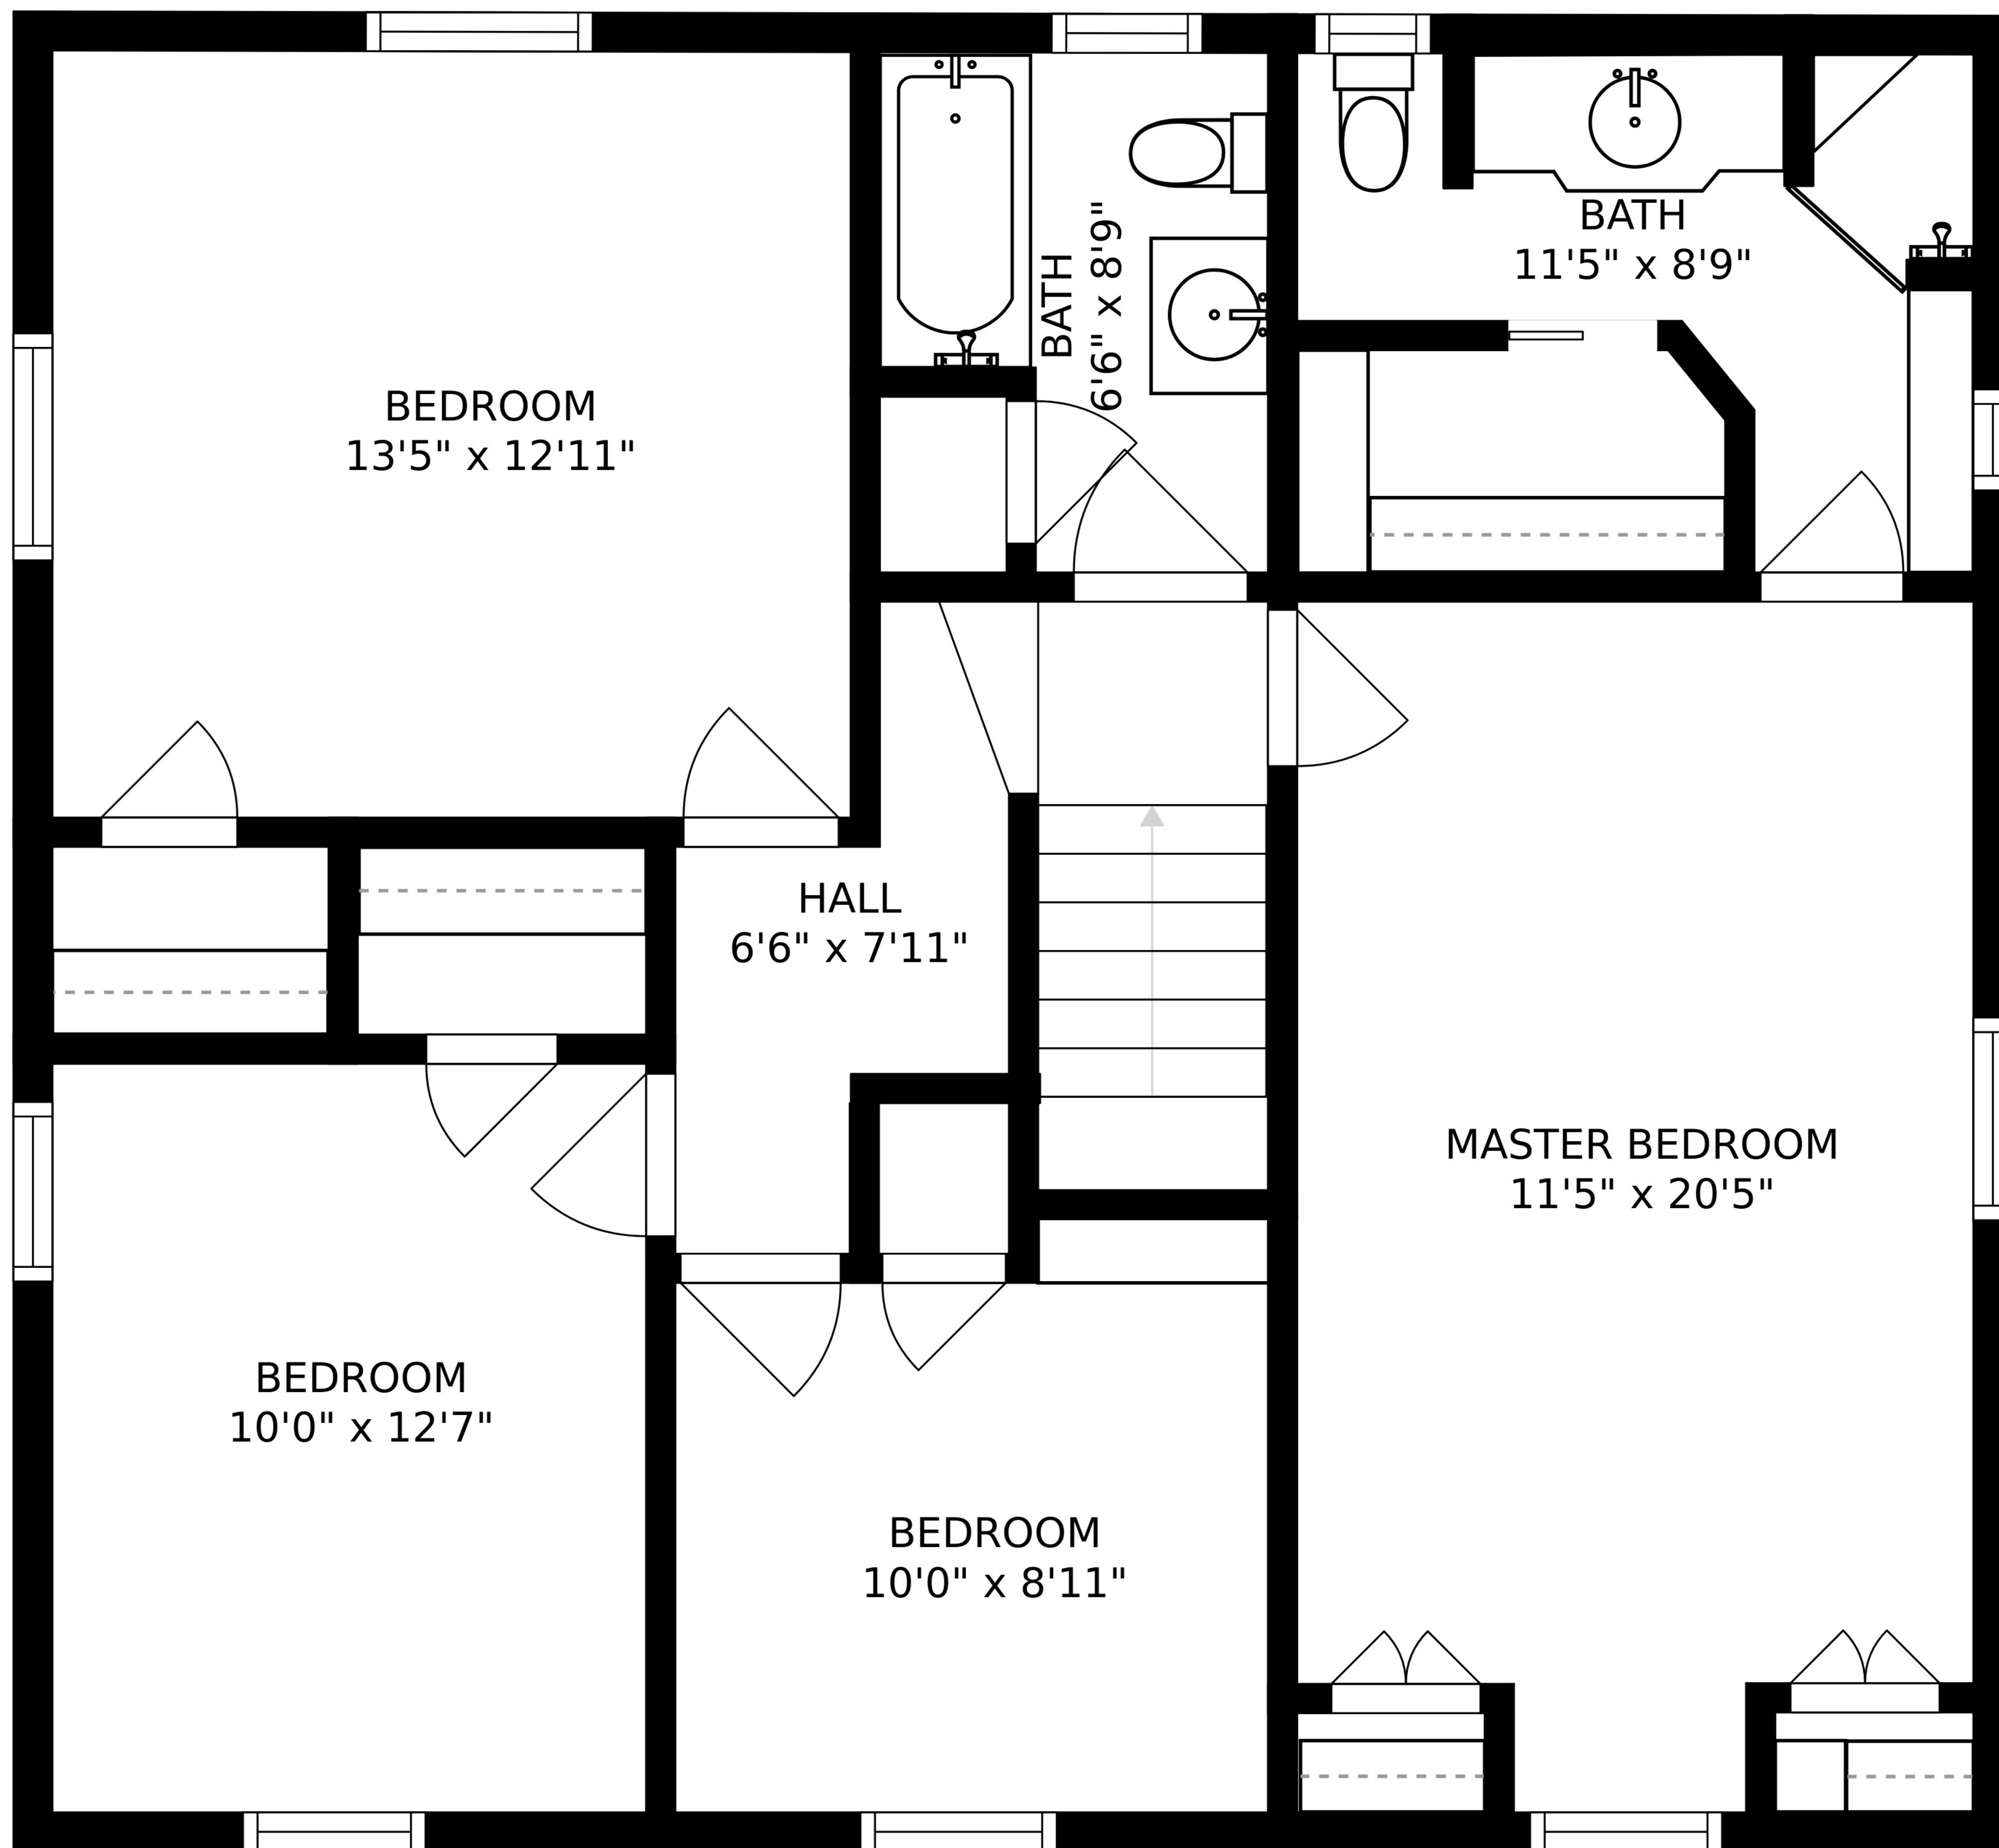 BATH
11'5" x 8'9"
BATH
6'6" x 8'9"
BEDROOM
13'5" x 12'11"
HALL
6'6" x 7'11"
MASTER BEDROOM
11'5" x 20'5"
BEDROOM
10'0" x 12'7"
BEDROOM
10'0" x 8'11"